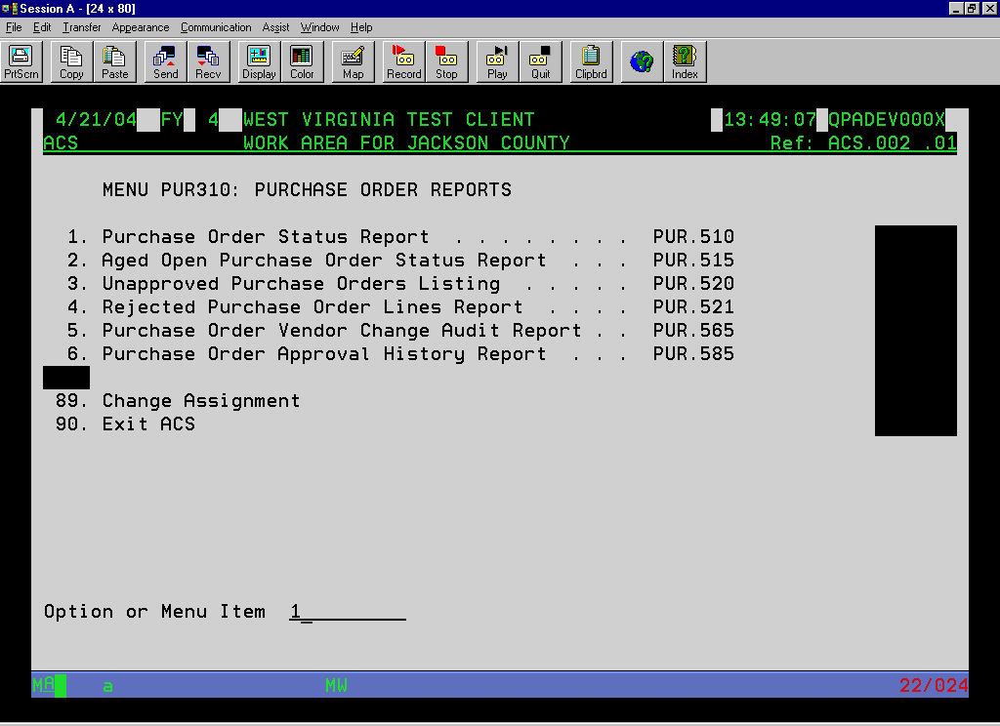 Session A - [24 x 80]
File Edit Transfer Appearance Communication Assist Window Help
PrtScrn Copy Paste Send Recv Display Color Map Record Stop Play Quit Clipbrd Index
4/21/04 FY 4 WEST VIRGINIA TEST CLIENT 13:49:07 QPADEV000X
ACS WORK AREA FOR JACKSON COUNTY Ref: ACS.002 .01
MENU PUR310: PURCHASE ORDER REPORTS
1. Purchase Order Status Report . . . . . . . . PUR.510
2. Aged Open Purchase Order Status Report . . . PUR.515
3. Unapproved Purchase Orders Listing . . . . . PUR.520
4. Rejected Purchase Order Lines Report . . . . PUR.521
5. Purchase Order Vendor Change Audit Report . . PUR.565
6. Purchase Order Approval History Report . . . PUR.585
89. Change Assignment
90. Exit ACS
Option or Menu Item 1_
MA a MW 22/024